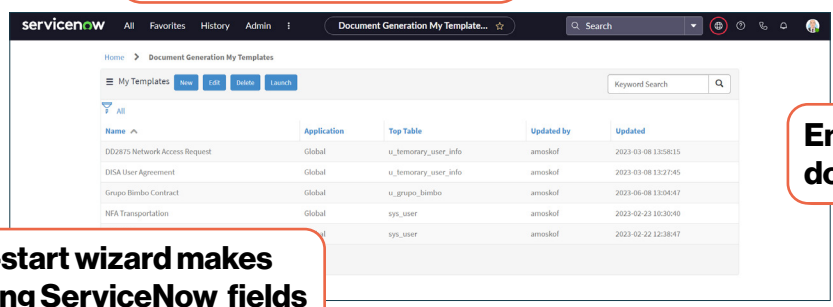 servicenow All Favorites History Admin Document Generation My Template... Search
Home > Document Generation My Templates
My Templates New Edit Delete Launch Keyword Search
All
Name Application Top Table Updated by Updated
DD2875 Network Access Request Global u_temorary_user_info amoskof 2023-03-08 13:58:15
DISA User Agreement Global u_temorary_user_info amoskof 2023-03-08 13:27:45
Grupo Bimbo Contract Global u_grupo_bimbo amoskof 2023-06-08 13:04:47
NFA Transportation Global sys_user amoskof 2023-02-23 10:30:40
sys_user amoskof 2023-02-22 12:38:47
start wizard makes
ng ServiceNow fields
Er
do